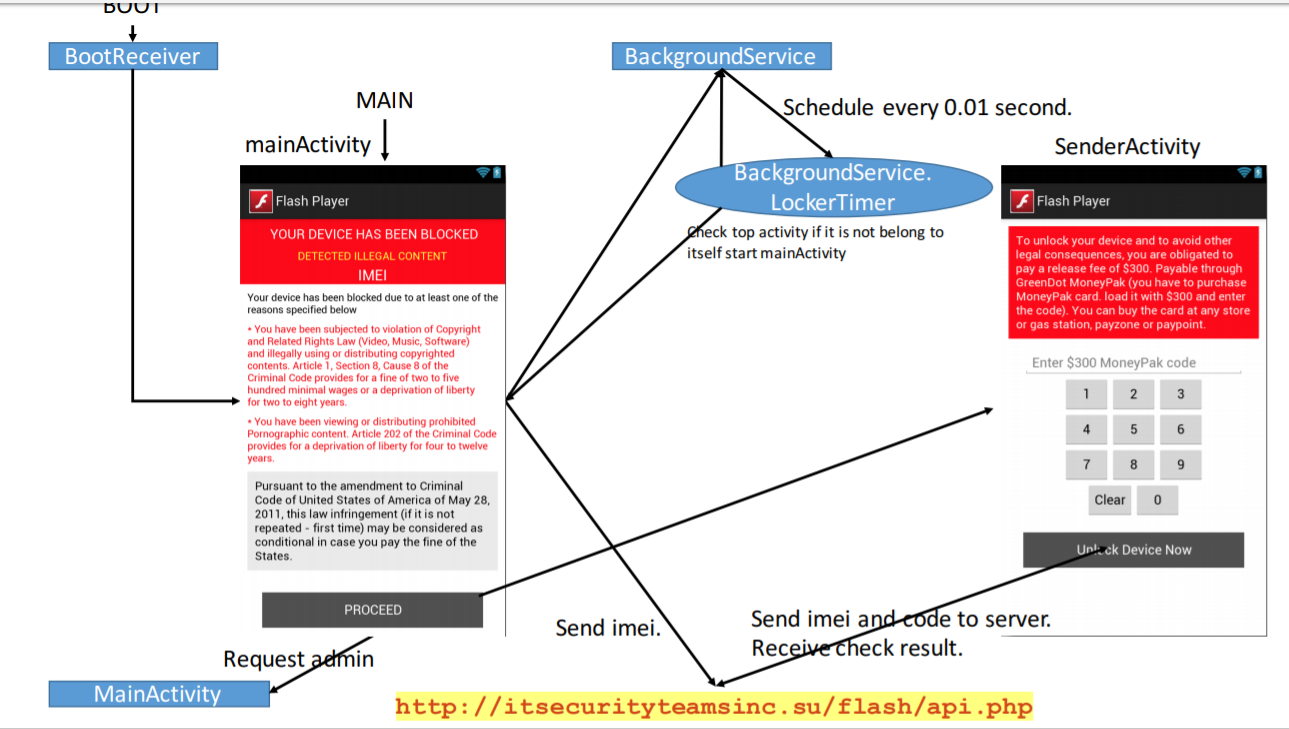 BOOT
BootReceiver
BackgroundService
MAIN
Schedule every 0.01 second.
mainActivity
SenderActivity
BackgroundService.
LockerTimer
Check top activity if it is not belong to
itself start mainActivity
Flash Player
YOUR DEVICE HAS BEEN BLOCKED
DETECTED ILLEGAL CONTENT
IMEI
Your device has been blocked due to at least one of the
reasons specified below
* You have been subjected to violation of Copyright
and Related Rights Law (Video, Music, Software)
and illegally using or distributing copyrighted
contents. Article 1, Section 8, Cause 8 of the
Criminal Code provides for a fine of two to five
hundred minimal wages or a deprivation of liberty
for two to eight years.
* You have been viewing or distributing prohibited
Pornographic content. Article 202 of the Criminal Code
provides for a deprivation of liberty for four to twelve
years.
Pursuant to the amendment to Criminal
Code of United States of America of May 28,
2011, this law infringement (if it is not
repeated - first time) may be considered as
conditional in case you pay the fine of the
States.
PROCEED
Flash Player
To unlock your device and to avoid other
legal consequences, you are obligated to
pay a release fee of $300. Payable through
GreenDot MoneyPak (you have to purchase
MoneyPak card. load it with $300 and enter
the code). You can buy the card at any store
or gas station, payzone or paypoint.
Enter $300 MoneyPak code
1 2 3
4 5 6
7 8 9
Clear 0
Unlock Device Now
Send imei.
Send imei and code to server.
Receive check result.
Request admin
MainActivity
http://itsecurityteamsinc.su/flash/api.php